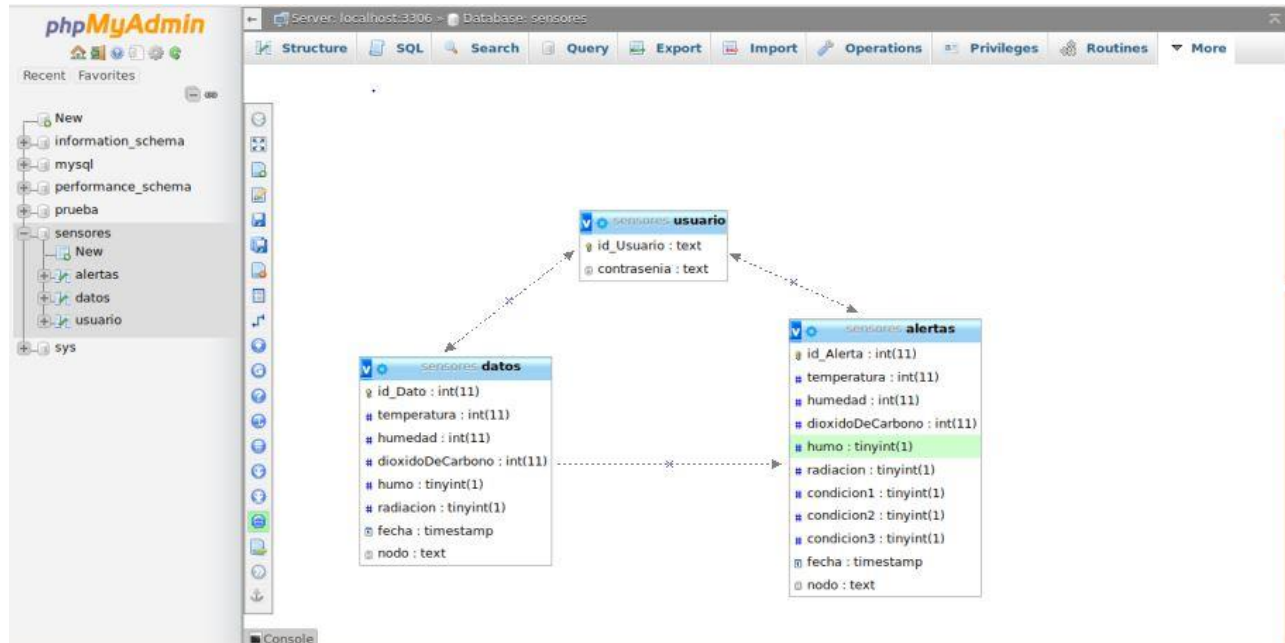 phpMyAdmin
Recent Favorites
New
information_schema
mysql
performance_schema
prueba
sensores
New
alertas
datos
usuario
sys
Server: localhost:3306 » Database: sensores
Structure SQL Search Query Export Import Operations Privileges Routines More
sensores usuario
id_Usuario : text
contrasenia : text
sensores datos
id_Dato : int(11)
temperatura : int(11)
humedad : int(11)
dioxidoDeCarbono : int(11)
humo : tinyint(1)
radiacion : tinyint(1)
fecha : timestamp
nodo : text
sensores alertas
id_Alerta : int(11)
temperatura : int(11)
humedad : int(11)
dioxidoDeCarbono : int(11)
humo : tinyint(1)
radiacion : tinyint(1)
condicion1 : tinyint(1)
condicion2 : tinyint(1)
condicion3 : tinyint(1)
fecha : timestamp
nodo : text
Console